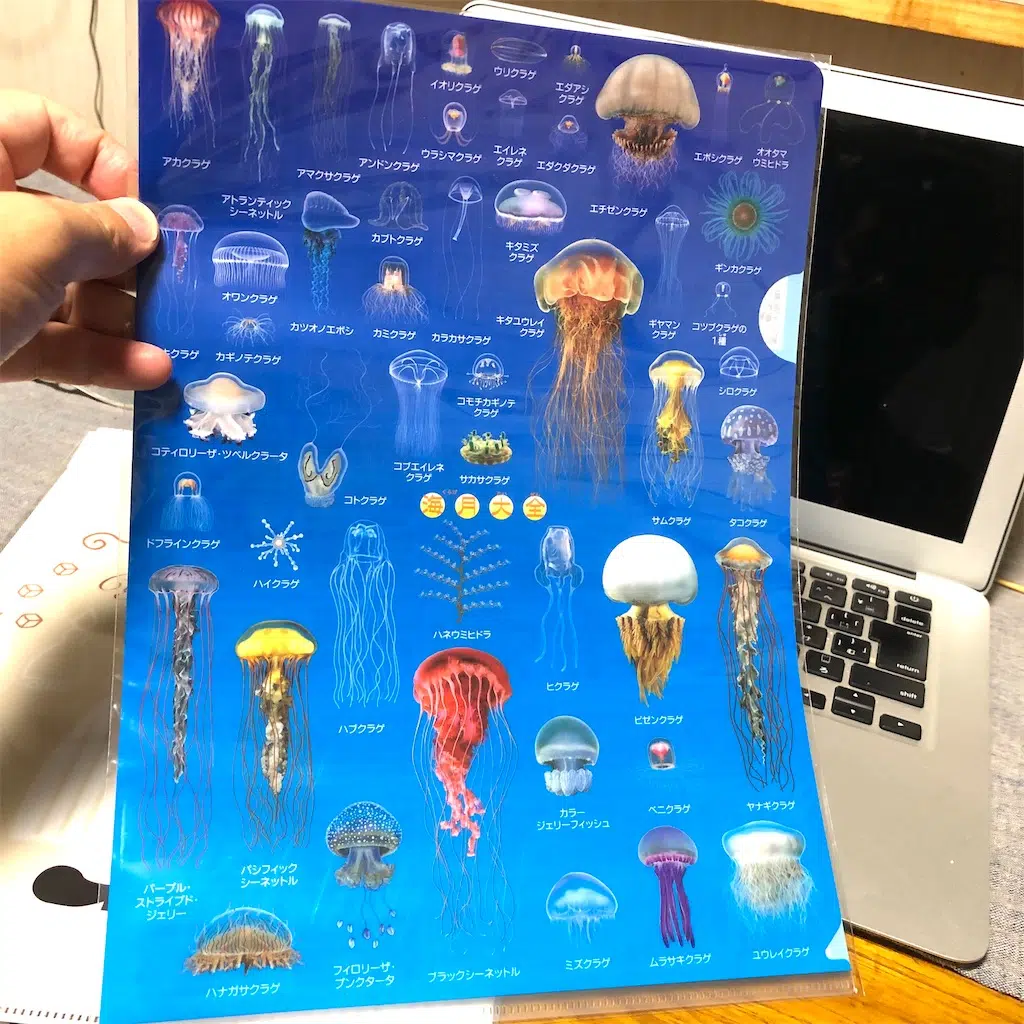 イオリクラゲ
ウリクラゲ
エダアシ
クラゲ
アカクラゲ
アマクサクラゲ
アンドンクラゲ
ウラシマクラゲ
エイレネ
クラゲ
エダクダクラゲ
エボシクラゲ
オオタマ
ウミヒドラ
アトランティック
シーネットル
カブトクラゲ
キタミズ
クラゲ
エチゼンクラゲ
ギンカクラゲ
オワンクラゲ
カツオノエボシ
カミクラゲ
カラカサクラゲ
キタユウレイ
クラゲ
ギヤマン
クラゲ
コツブクラゲの
1種
キクラゲ
カギノテクラゲ
シロクラゲ
コモチカギノテ
クラゲ
コティロリーザ・ツベルクラータ
コトクラゲ
コブエイレネ
クラゲ
サカサクラゲ
サムクラゲ
タコクラゲ
くらげ
海月大全
ドフラインクラゲ
ハイクラゲ
ハネウミヒドラ
ハブクラゲ
ヒクラゲ
ビゼンクラゲ
カラー
ジェリーフィッシュ
ベニクラゲ
ヤナギクラゲ
パープル・
ストライプド・
ジェリー
パシフィック
シーネットル
ハナガサクラゲ
フィロリーザ・
プンクタータ
ブラックシーネットル
ミズクラゲ
ムラサキクラゲ
ユウレイクラゲ
delete
enter
return
shift